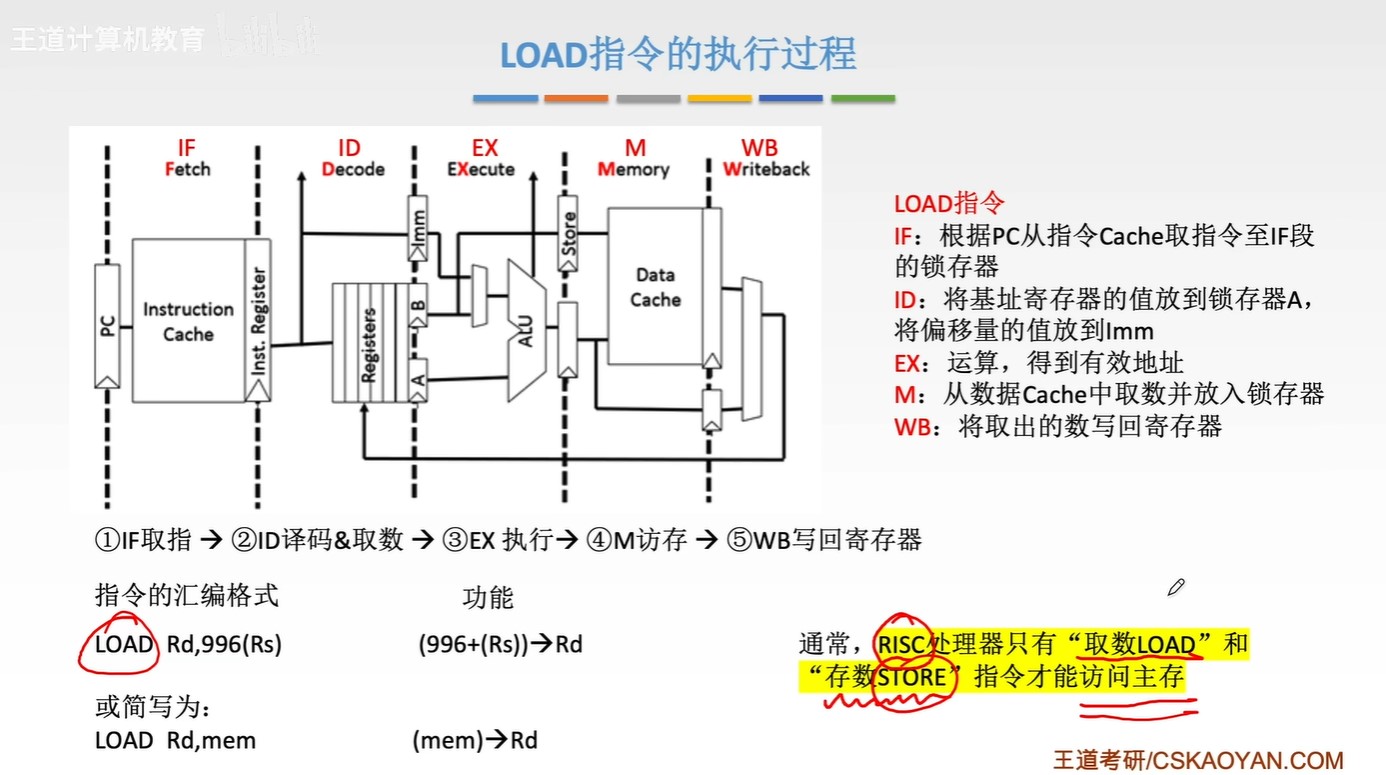 王道计算机教育
LOAD指令的执行过程
IF
Fetch
ID
Decode
EX
EXecute
M
Memory
WB
Writeback
PC
Instruction
Cache
Inst. Register
Registers
Imm
B
A
ALU
Store
Data
Cache
LOAD指令
IF：根据PC从指令Cache取指令至IF段
的锁存器
ID：将基址寄存器的值放到锁存器A，
将偏移量的值放到Imm
EX：运算，得到有效地址
M：从数据Cache中取数并放入锁存器
WB：将取出的数写回寄存器
①IF取指 → ②ID译码&取数 → ③EX 执行→ ④M访存 → ⑤WB写回寄存器
指令的汇编格式 功能
LOAD Rd,996(Rs) (996+(Rs))→Rd
或简写为：
LOAD Rd,mem (mem)→Rd
通常，RISC处理器只有“取数LOAD”和
“存数STORE”指令才能访问主存
王道考研/CSKAOYAN.COM